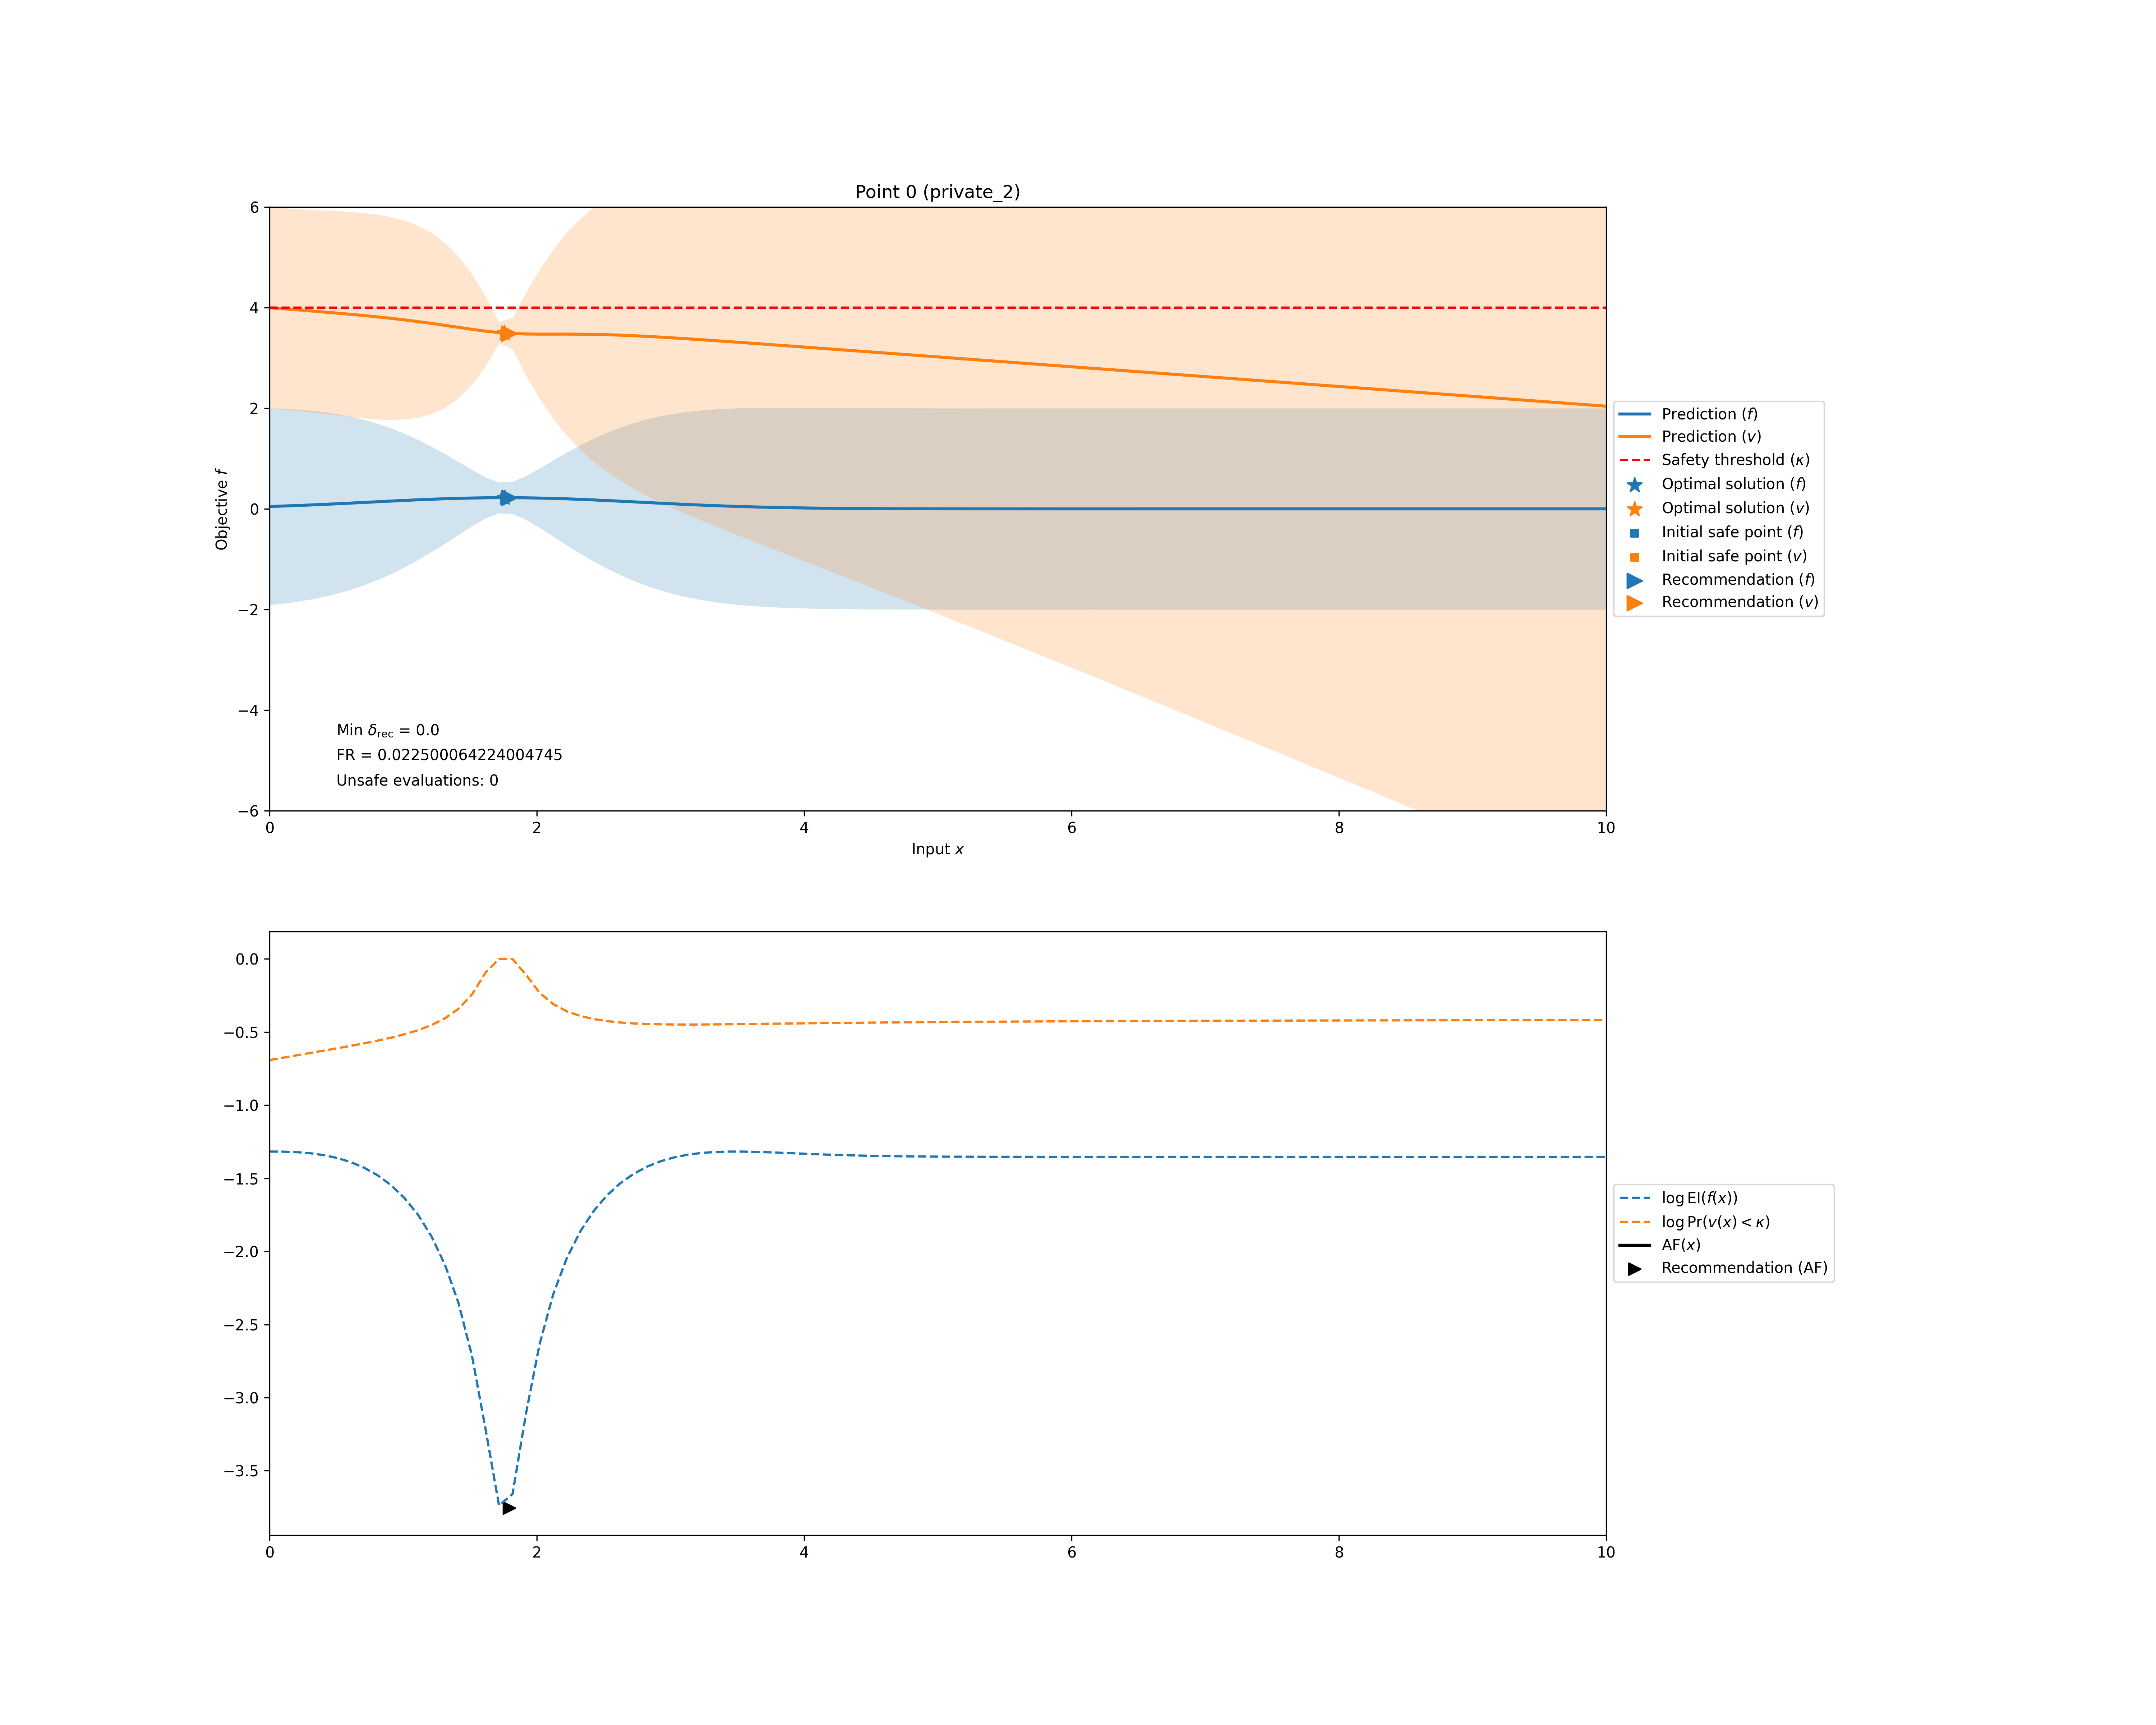 Point 0 (private_2)
6
4
2
0
−2
−4
−6
Objective f
Min δrec = 0.0
FR = 0.022500064224004745
Unsafe evaluations: 0
0 2 4 6 8 10
Input x
Prediction (f)
Prediction (v)
Safety threshold (κ)
Optimal solution (f)
Optimal solution (v)
Initial safe point (f)
Initial safe point (v)
Recommendation (f)
Recommendation (v)
0.0
−0.5
−1.0
−1.5
−2.0
−2.5
−3.0
−3.5
0 2 4 6 8 10
log EI(f(x))
log Pr(v(x) < κ)
AF(x)
Recommendation (AF)